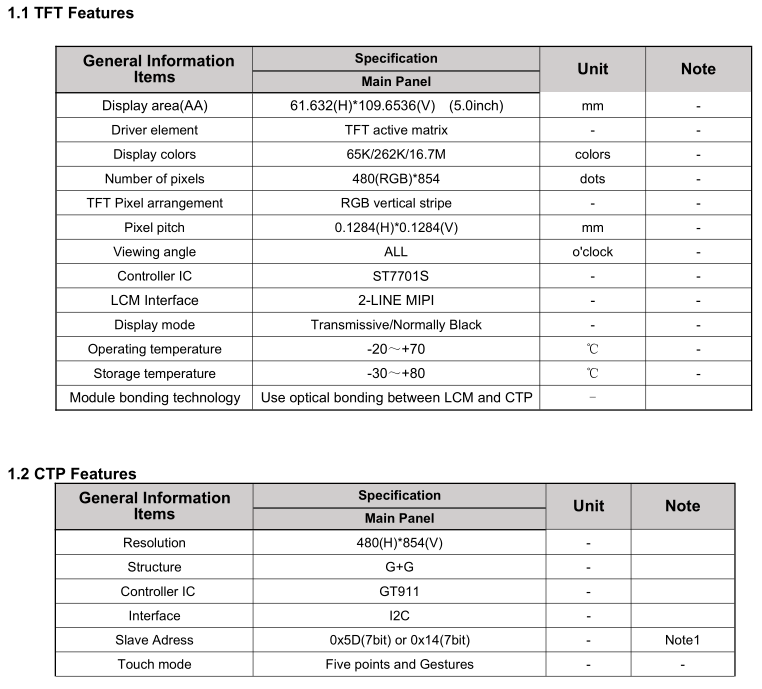 1.1 TFT Features
General Information Items Specification Unit Note
Main Panel
Display area(AA) 61.632(H)*109.6536(V) (5.0inch) mm -
Driver element TFT active matrix - -
Display colors 65K/262K/16.7M colors -
Number of pixels 480(RGB)*854 dots -
TFT Pixel arrangement RGB vertical stripe - -
Pixel pitch 0.1284(H)*0.1284(V) mm -
Viewing angle ALL o'clock -
Controller IC ST7701S - -
LCM Interface 2-LINE MIPI - -
Display mode Transmissive/Normally Black - -
Operating temperature -20～+70 ℃ -
Storage temperature -30～+80 ℃ -
Module bonding technology Use optical bonding between LCM and CTP –
1.2 CTP Features
General Information Items Specification Unit Note
Main Panel
Resolution 480(H)*854(V) -
Structure G+G -
Controller IC GT911 -
Interface I2C -
Slave Adress 0x5D(7bit) or 0x14(7bit) - Note1
Touch mode Five points and Gestures - -